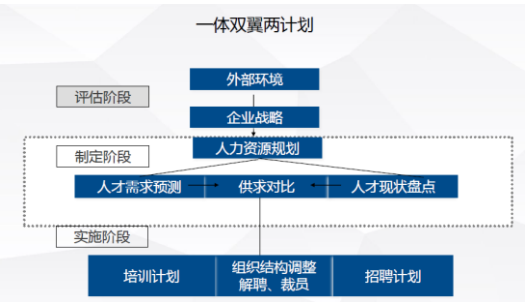 一体双翼两计划
外部环境
评估阶段
企业战略
人力资源规划
制定阶段
人才需求预测
供求对比
人才现状盘点
实施阶段
培训计划
组织结构调整
解聘、裁员
招聘计划